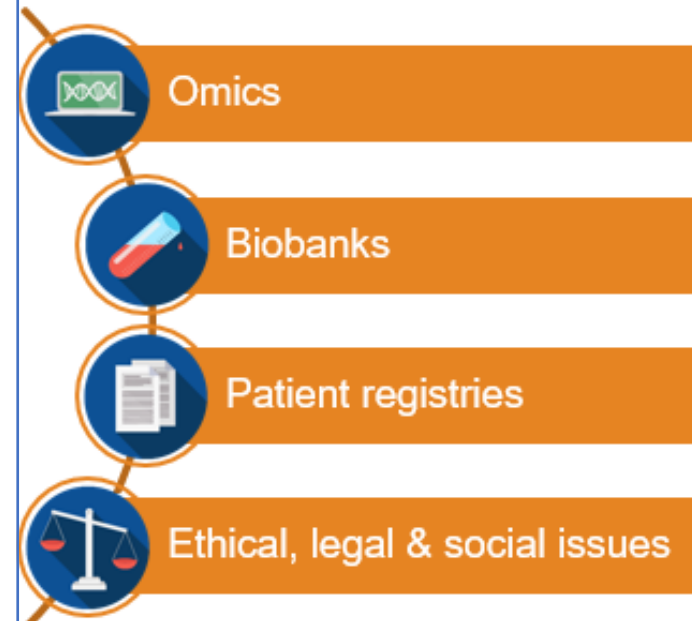 Omics
Biobanks
Patient registries
Ethical, legal & social issues